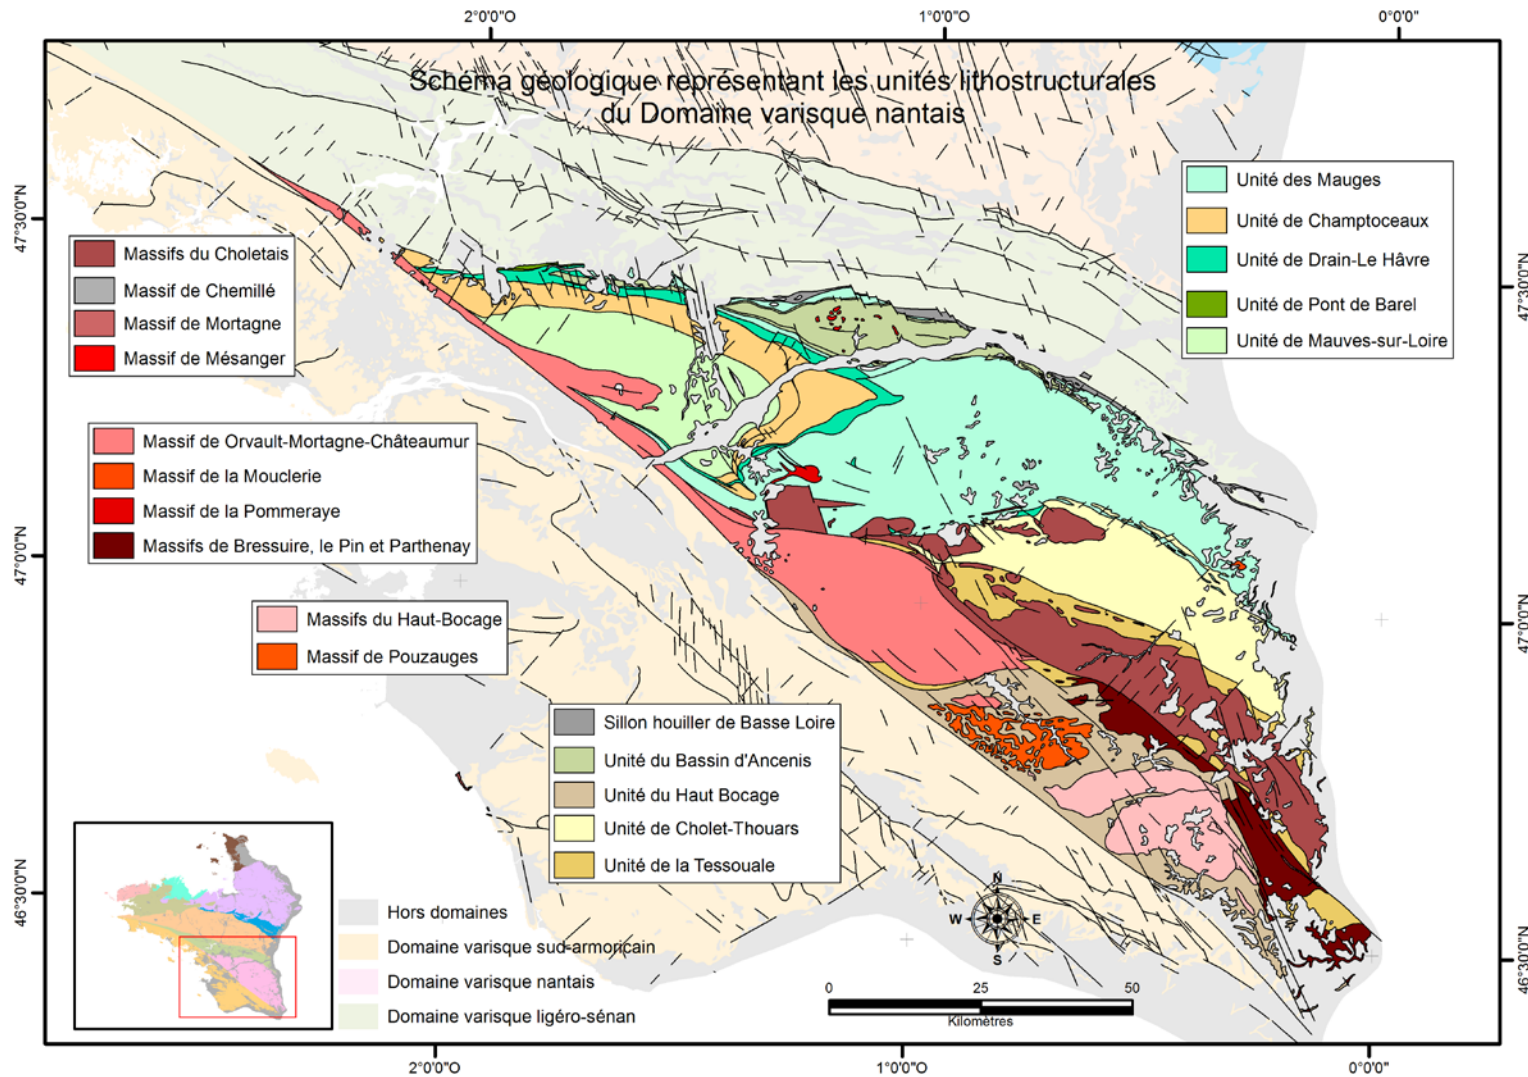 2°0'0"O
1°0'0"O
0°0'0"
Schéma géologique représentant les unités lithostructurales
du Domaine varisque nantais
47°30'0"N
47°30'0"N
47°0'0"N
47°0'0"N
46°30'0"N
46°30'0"N
Unité des Mauges
Unité de Champtoceaux
Unité de Drain-Le Hâvre
Unité de Pont de Barel
Unité de Mauves-sur-Loire
Massifs du Choletais
Massif de Chemillé
Massif de Mortagne
Massif de Mésanger
Massif de Orvault-Mortagne-Châteaumur
Massif de la Mouclerie
Massif de la Pommeraye
Massifs de Bressuire, le Pin et Parthenay
Massifs du Haut-Bocage
Massif de Pouzauges
Sillon houiller de Basse Loire
Unité du Bassin d'Ancenis
Unité du Haut Bocage
Unité de Cholet-Thouars
Unité de la Tessouale
Hors domaines
Domaine varisque sud-armoricain
Domaine varisque nantais
Domaine varisque ligéro-sénan
N
W
E
S
0
25
50
Kilomètres
2°0'0"O
1°0'0"O
0°0'0"